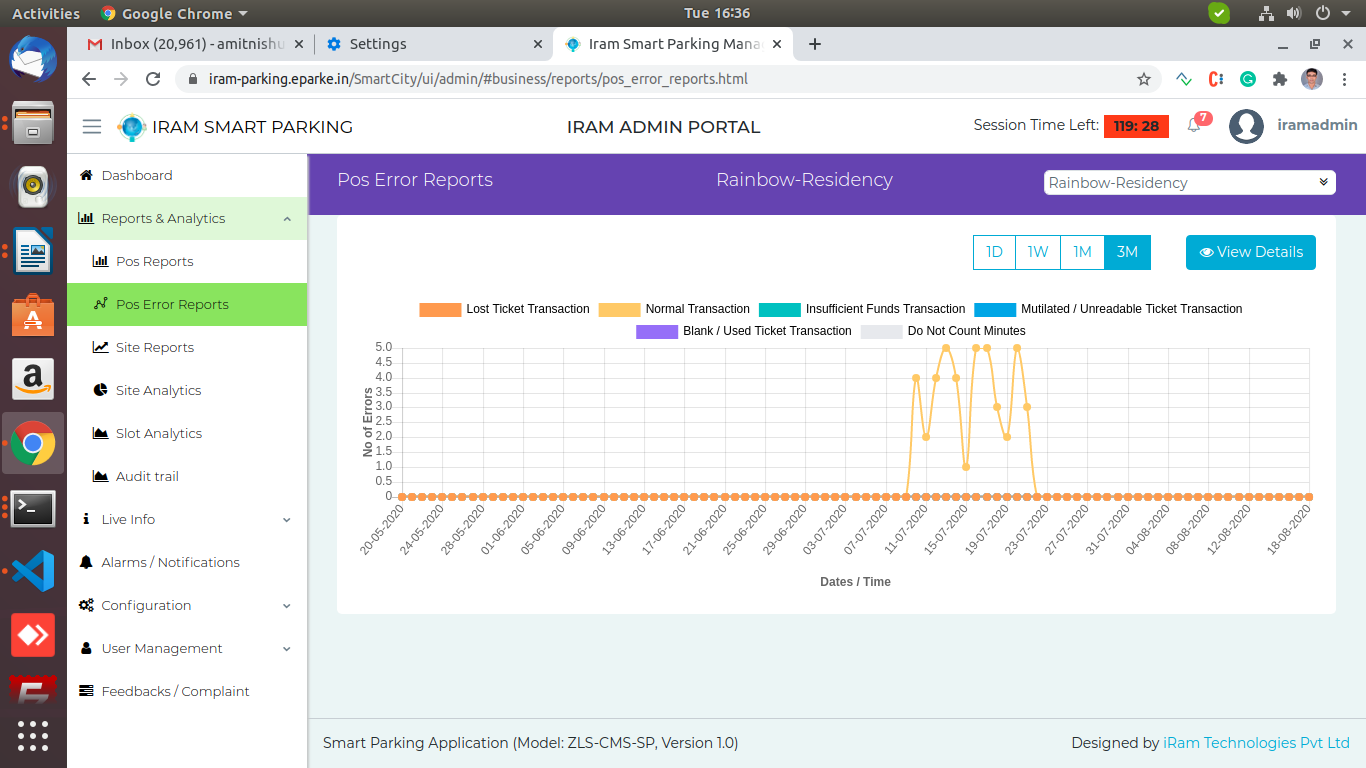 Activities Google Chrome Tue 16:36
Inbox (20,961) - amitnishu Settings Iram Smart Parking Mana
iram-parking.eparke.in/SmartCity/ui/admin/#business/reports/pos_error_reports.html
IRAM SMART PARKING IRAM ADMIN PORTAL Session Time Left: 119: 28 7 iramadmin
Dashboard
Reports & Analytics
Pos Reports
Pos Error Reports
Site Reports
Site Analytics
Slot Analytics
Audit trail
Live Info
Alarms / Notifications
Configuration
User Management
Feedbacks / Complaint
Pos Error Reports Rainbow-Residency Rainbow-Residency
1D 1W 1M 3M View Details
Lost Ticket Transaction Normal Transaction Insufficient Funds Transaction Mutilated / Unreadable Ticket Transaction
Blank / Used Ticket Transaction Do Not Count Minutes
No of Errors
5.0
4.5
4.0
3.5
3.0
2.5
2.0
1.5
1.0
0.5
0
20-05-2020 24-05-2020 28-05-2020 01-06-2020 05-06-2020 09-06-2020 13-06-2020 17-06-2020 21-06-2020 25-06-2020 29-06-2020 03-07-2020 07-07-2020 11-07-2020 15-07-2020 19-07-2020 23-07-2020 27-07-2020 31-07-2020 04-08-2020 08-08-2020 12-08-2020 18-08-2020
Dates / Time
Smart Parking Application (Model: ZLS-CMS-SP, Version 1.0) Designed by iRam Technologies Pvt Ltd